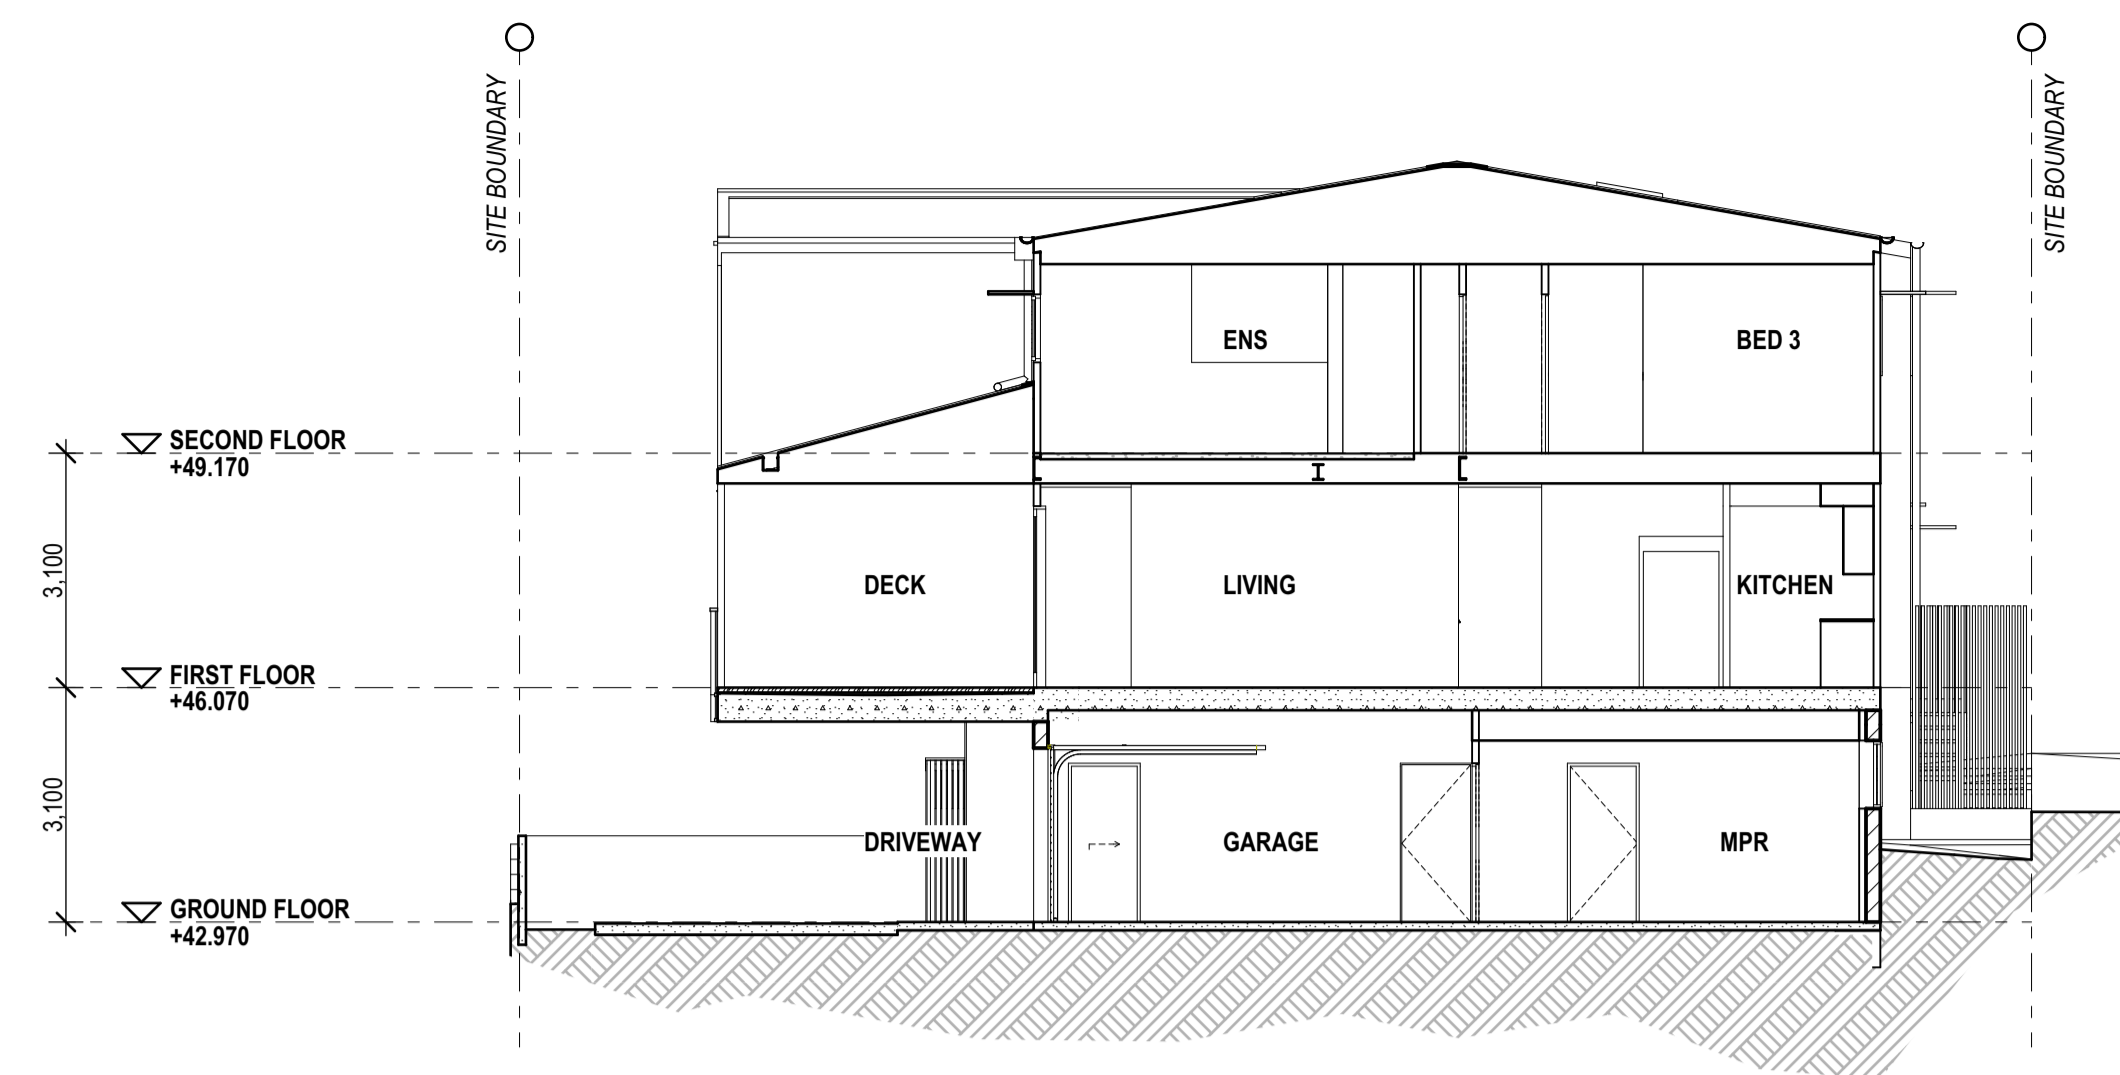 SITE BOUNDARY
SITE BOUNDARY
ENS
BED 3
SECOND FLOOR
+49.170
3,100
DECK
LIVING
KITCHEN
FIRST FLOOR
+46.070
3,100
DRIVEWAY
GARAGE
MPR
GROUND FLOOR
+42.970